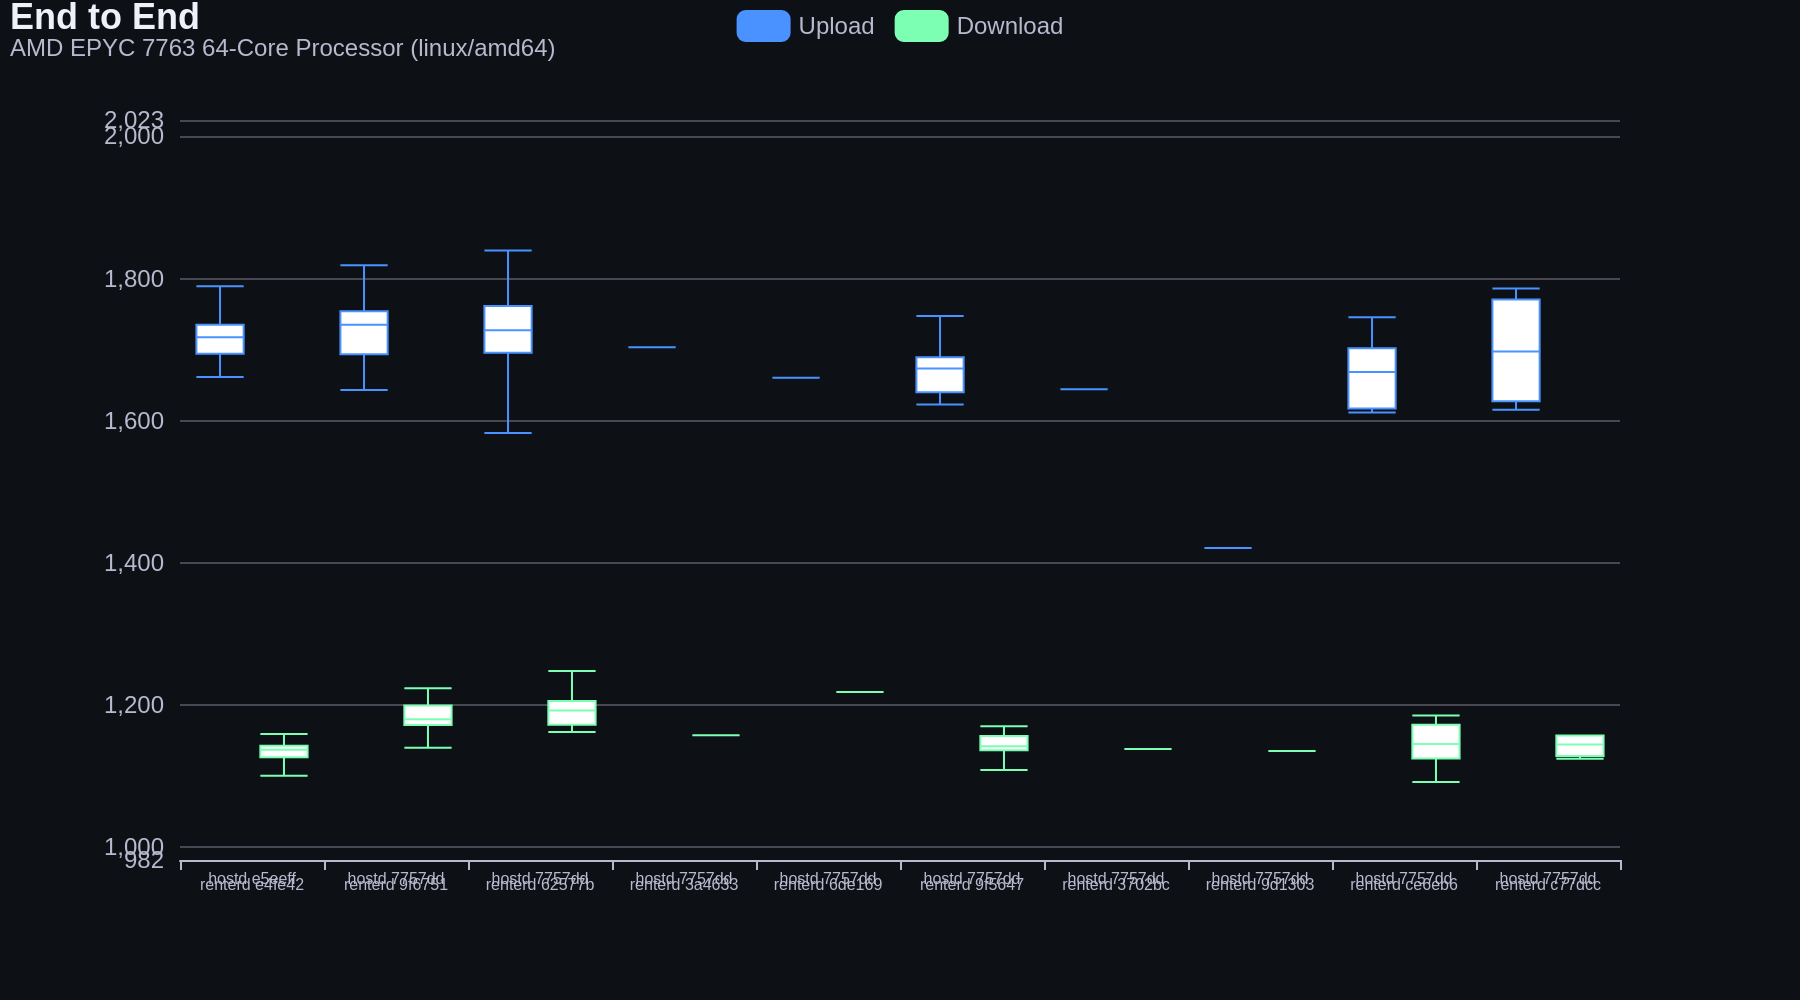 End to End
AMD EPYC 7763 64-Core Processor (linux/amd64)
Upload
Download
2,023
2,000
1,800
1,600
1,400
1,200
1,000
982
hostd e5eeff
renterd e4fe42
hostd 7757dd
renterd 9f6751
hostd 7757dd
renterd 62577b
hostd 7757dd
renterd 3a4633
hostd 7757dd
renterd 6de169
hostd 7757dd
renterd 9f5647
hostd 7757dd
renterd 3702bc
hostd 7757dd
renterd 9d1303
hostd 7757dd
renterd ce6eb6
hostd 7757dd
renterd c77dcc